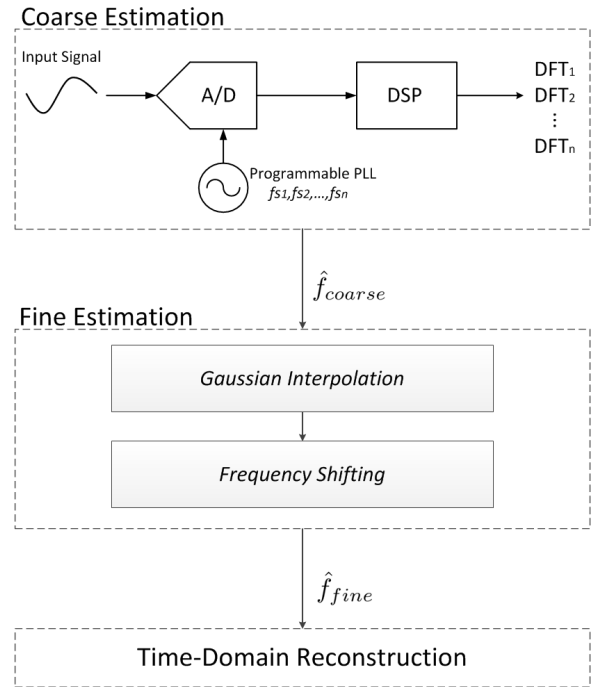 Coarse Estimation
Input Signal
A/D
DSP
DFT₁
DFT₂
⋮
DFTₙ
Programmable PLL
fs1,fs2,...,fsn
f̂coarse
Fine Estimation
Gaussian Interpolation
Frequency Shifting
f̂fine
Time-Domain Reconstruction